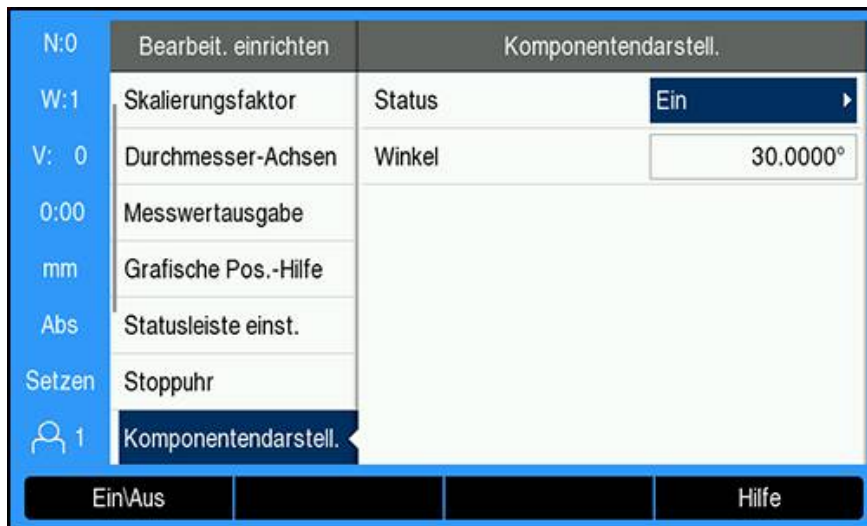 N:0
Bearbeit. einrichten
Komponentendarstell.
W:1
Skalierungsfaktor
Status
Ein
V: 0
Durchmesser-Achsen
Winkel
30.0000°
0:00
Messwertausgabe
mm
Grafische Pos.-Hilfe
Abs
Statusleiste einst.
Setzen
Stoppuhr
1
Komponentendarstell.
Ein\Aus
Hilfe